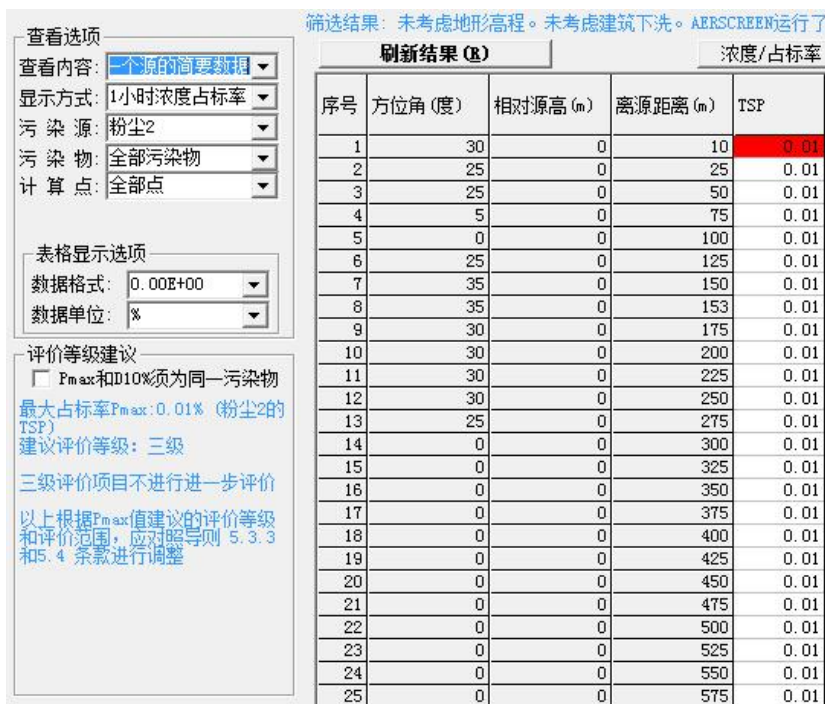 筛选结果: 未考虑地形高程。未考虑建筑下洗。AERSCREEN运行了
查看选项
查看内容: 一个源的简要数据
显示方式: 1小时浓度占标率
污 染 源: 粉尘2
污 染 物: 全部污染物
计 算 点: 全部点
表格显示选项
数据格式: 0.00E+00
数据单位: %
评价等级建议
Pmax和D10%须为同一污染物
最大占标率Pmax:0.01% (粉尘2的
TSP)
建议评价等级: 三级
三级评价项目不进行进一步评价
以上根据Pmax值建议的评价等级
和评价范围,应对照导则 5.3.3
和5.4 条款进行调整
刷新结果(R) 浓度/占标率
序号 方位角(度) 相对源高(m) 离源距离(m) TSP
1 30 0 10 0.01
2 25 0 25 0.01
3 25 0 50 0.01
4 5 0 75 0.01
5 0 0 100 0.01
6 25 0 125 0.01
7 35 0 150 0.01
8 35 0 153 0.01
9 30 0 175 0.01
10 30 0 200 0.01
11 30 0 225 0.01
12 30 0 250 0.01
13 25 0 275 0.01
14 0 0 300 0.01
15 0 0 325 0.01
16 0 0 350 0.01
17 0 0 375 0.01
18 0 0 400 0.01
19 0 0 425 0.01
20 0 0 450 0.01
21 0 0 475 0.01
22 0 0 500 0.01
23 0 0 525 0.01
24 0 0 550 0.01
25 0 0 575 0.01